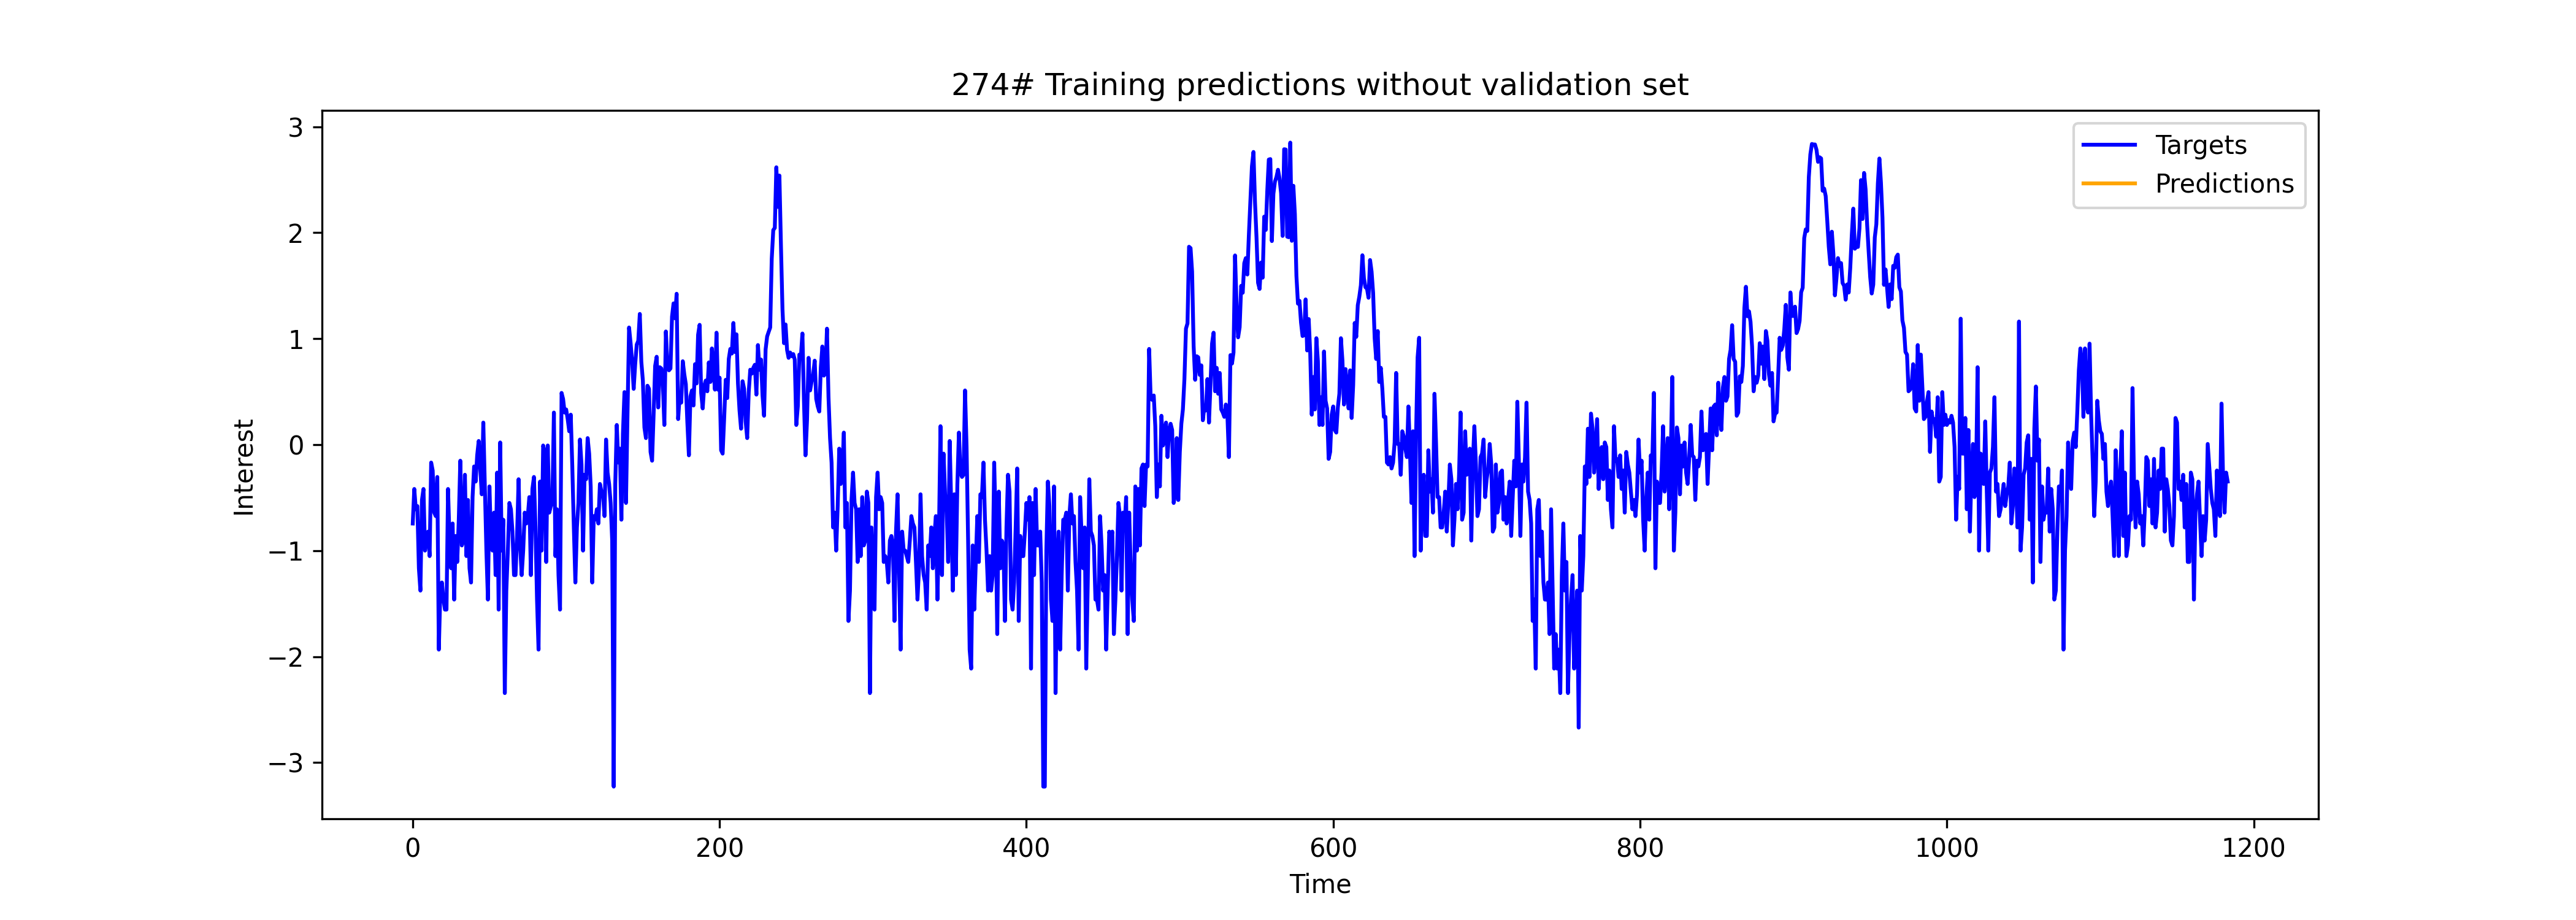 274# Training predictions without validation set
3
2
1
0
−1
−2
−3
Interest
Targets
Predictions
0
200
400
600
800
1000
1200
Time